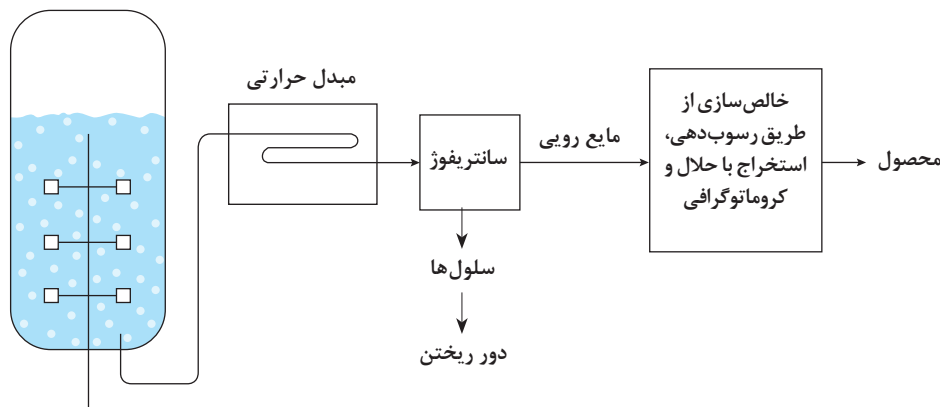 مبدل حرارتی
سانتریفوژ
مایع رویی
خالص‌سازی از
طریق رسوب‌دهی،
استخراج با حلال و
کروماتوگرافی
محصول
سلول‌ها
دور ریختن